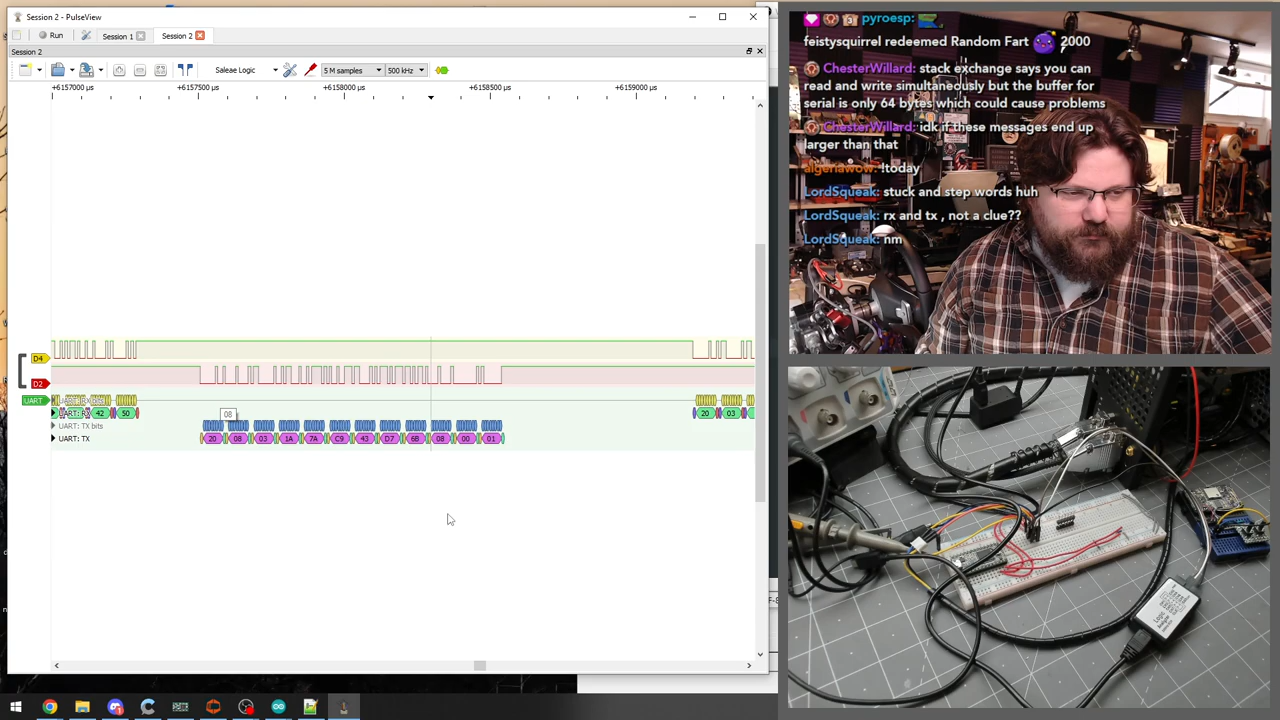 Session 2 - PulseView
Run
Session 1
Session 2
Session 2
Saleae Logic
5 M samples
500 kHz
+6157000 µs
+6157500 µs
+6158000 µs
+6158500 µs
+6159000 µs
D4
D2
UART
42
50
20
03
08
UART: TX bits
UART: TX
20
08
03
1A
7A
C9
43
D7
6B
08
00
01
pyroesp:
feistysquirrel redeemed Random Fart 2000
ChesterWillard: stack exchange says you can
read and write simultaneously but the buffer for
serial is only 64 bytes which could cause problems
ChesterWillard: idk if these messages end up
larger than that
algeriawow: !today
LordSqueak: stuck and step words huh
LordSqueak: rx and tx , not a clue??
LordSqueak: nm
Logic